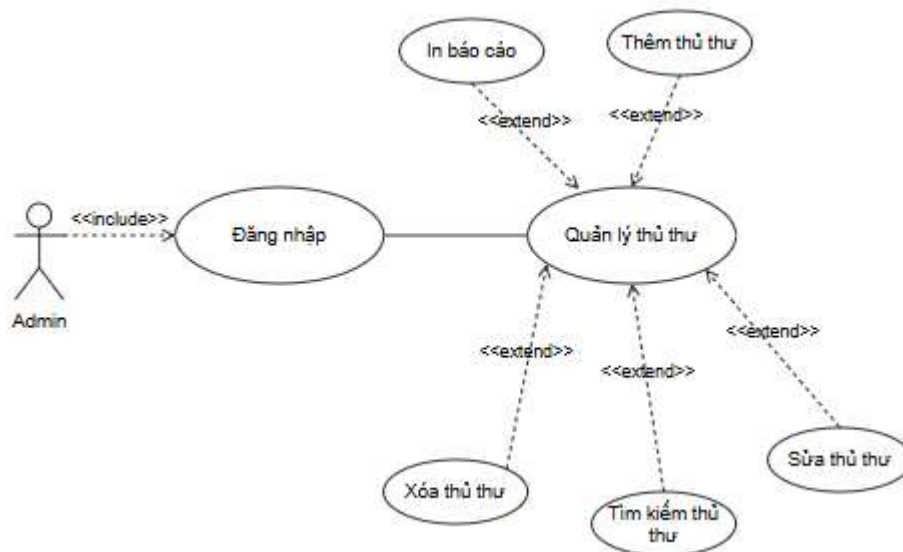 In báo cáo
Thêm thủ thư
<<extend>>
<<extend>>
<<include>>
Đăng nhập
Quản lý thủ thư
Admin
<<extend>>
<<extend>>
<<extend>>
Xóa thủ thư
Tìm kiếm thủ
thư
Sửa thủ thư